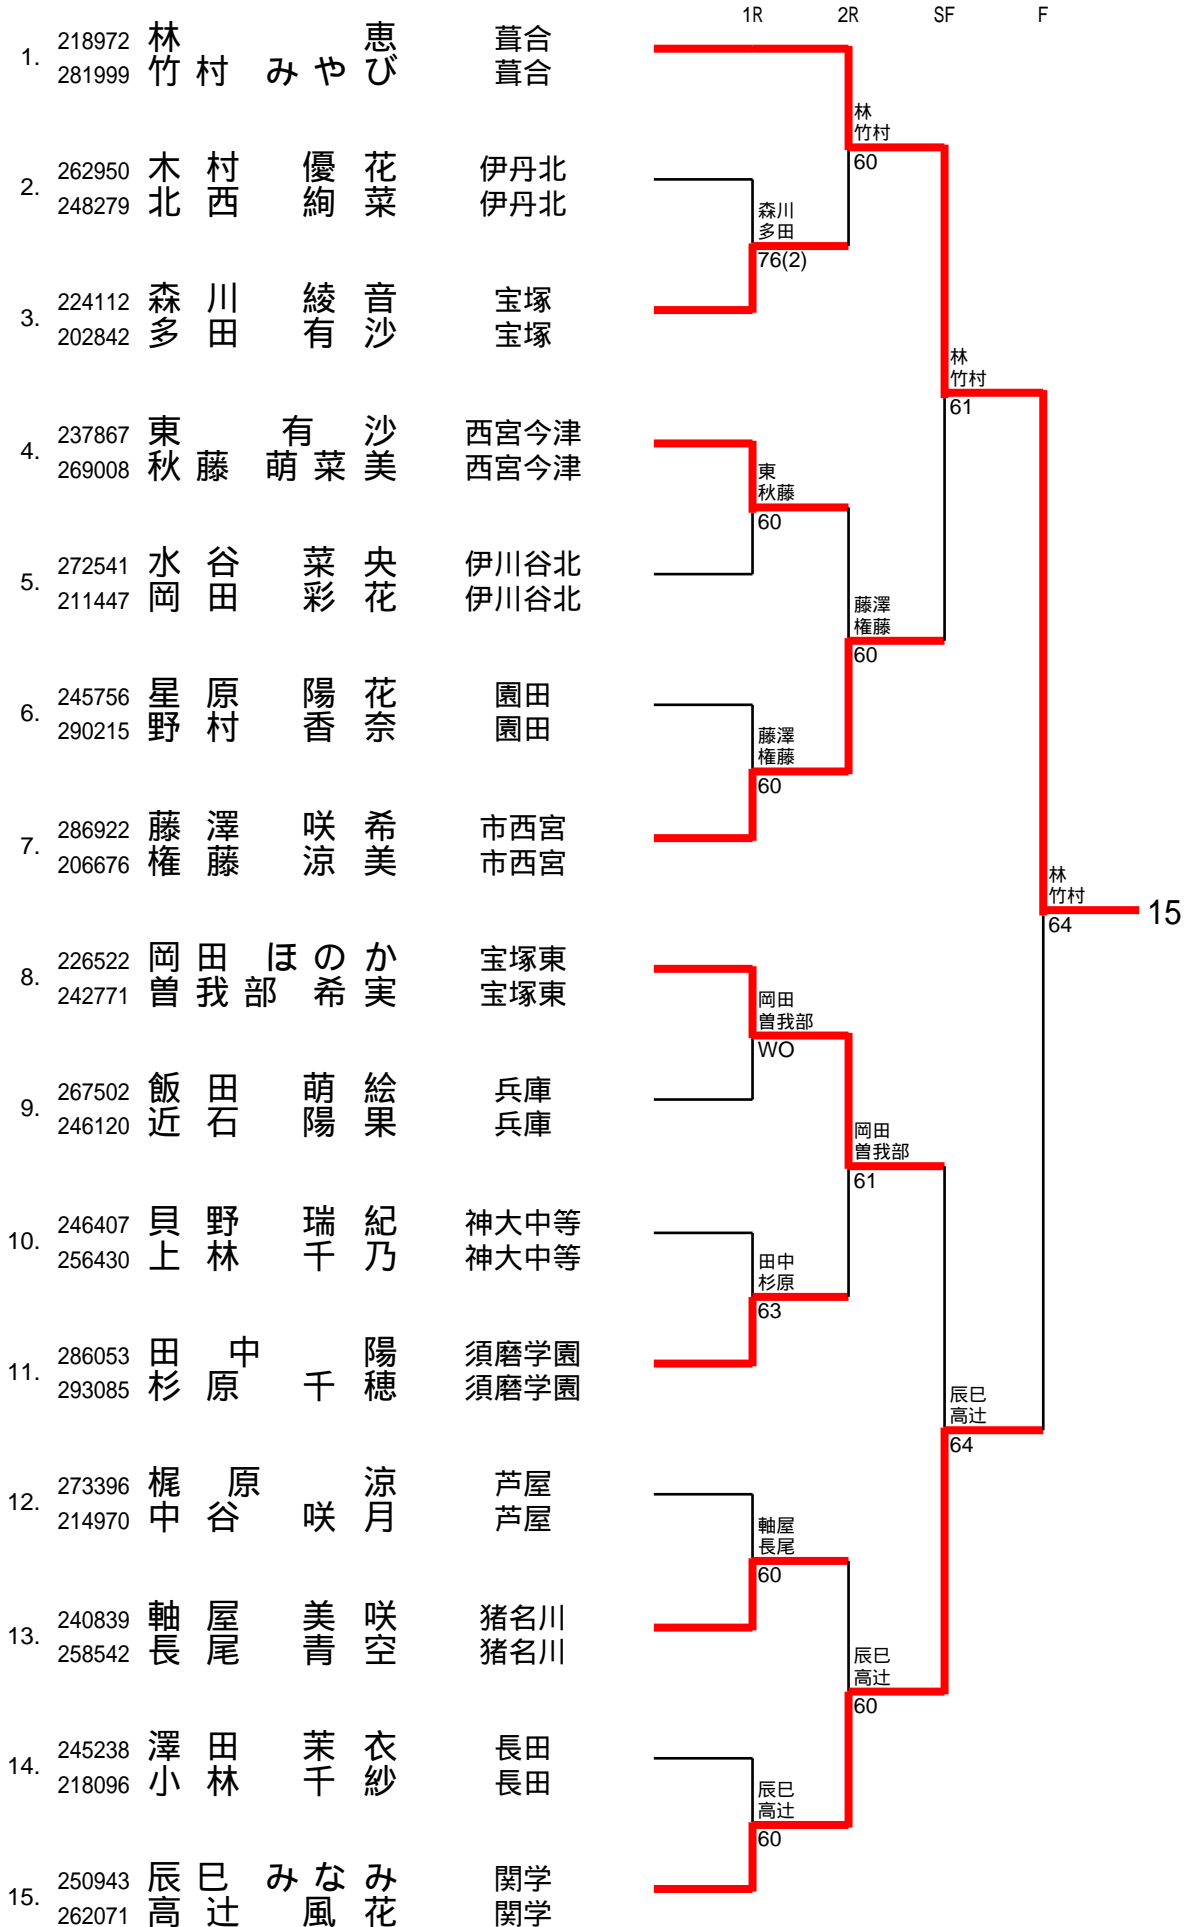 1R 2R SF F
1. 218972 林 恵 葺合
281999 竹村 みやび 葺合
林
竹村
60
2. 262950 木村 優花 伊丹北
248279 北西 絢菜 伊丹北
森川
多田
76(2)
3. 224112 森川 綾音 宝塚
202842 多田 有沙 宝塚
林
竹村
61
4. 237867 東 有沙 西宮今津
269008 秋藤 萌菜美 西宮今津
東
秋藤
60
5. 272541 水谷 菜央 伊川谷北
211447 岡田 彩花 伊川谷北
藤澤
権藤
60
6. 245756 星原 陽花 園田
290215 野村 香奈 園田
藤澤
権藤
60
7. 286922 藤澤 咲希 市西宮
206676 権藤 涼美 市西宮
林
竹村
64
15
8. 226522 岡田 ほのか 宝塚東
242771 曽我部 希実 宝塚東
岡田
曽我部
WO
9. 267502 飯田 萌絵 兵庫
246120 近石 陽果 兵庫
岡田
曽我部
61
10. 246407 貝野 瑞紀 神大中等
256430 上林 千乃 神大中等
田中
杉原
63
11. 286053 田中 陽 須磨学園
293085 杉原 千穂 須磨学園
辰巳
高辻
64
12. 273396 梶原 涼 芦屋
214970 中谷 咲月 芦屋
軸屋
長尾
60
13. 240839 軸屋 美咲 猪名川
258542 長尾 青空 猪名川
辰巳
高辻
60
14. 245238 澤田 茉衣 長田
218096 小林 千紗 長田
辰巳
高辻
60
15. 250943 辰巳 みなみ 関学
262071 高辻 風花 関学